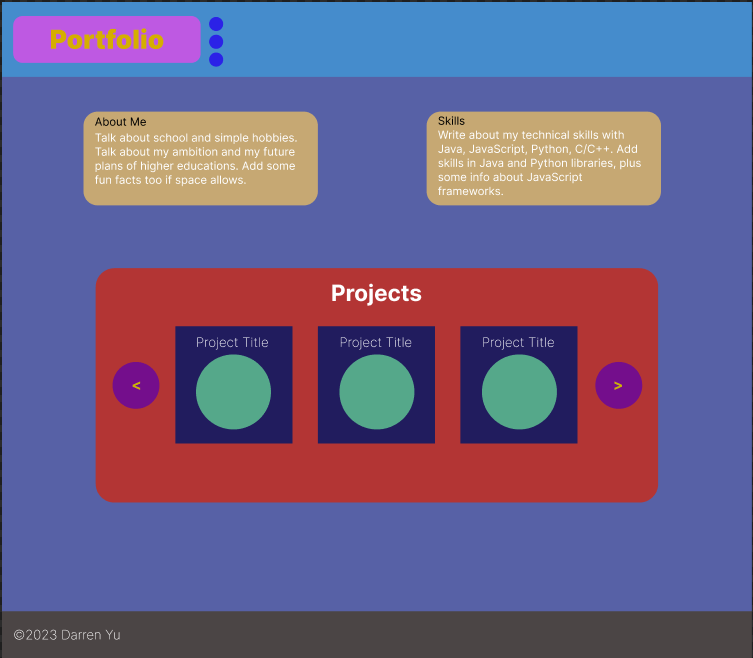 Portfolio
About Me
Talk about school and simple hobbies.
Talk about my ambition and my future
plans of higher educations. Add some
fun facts too if space allows.
Skills
Write about my technical skills with
Java, JavaScript, Python, C/C++. Add
skills in Java and Python libraries, plus
some info about JavaScript
frameworks.
Projects
Project Title
Project Title
Project Title
<
>
©2023 Darren Yu